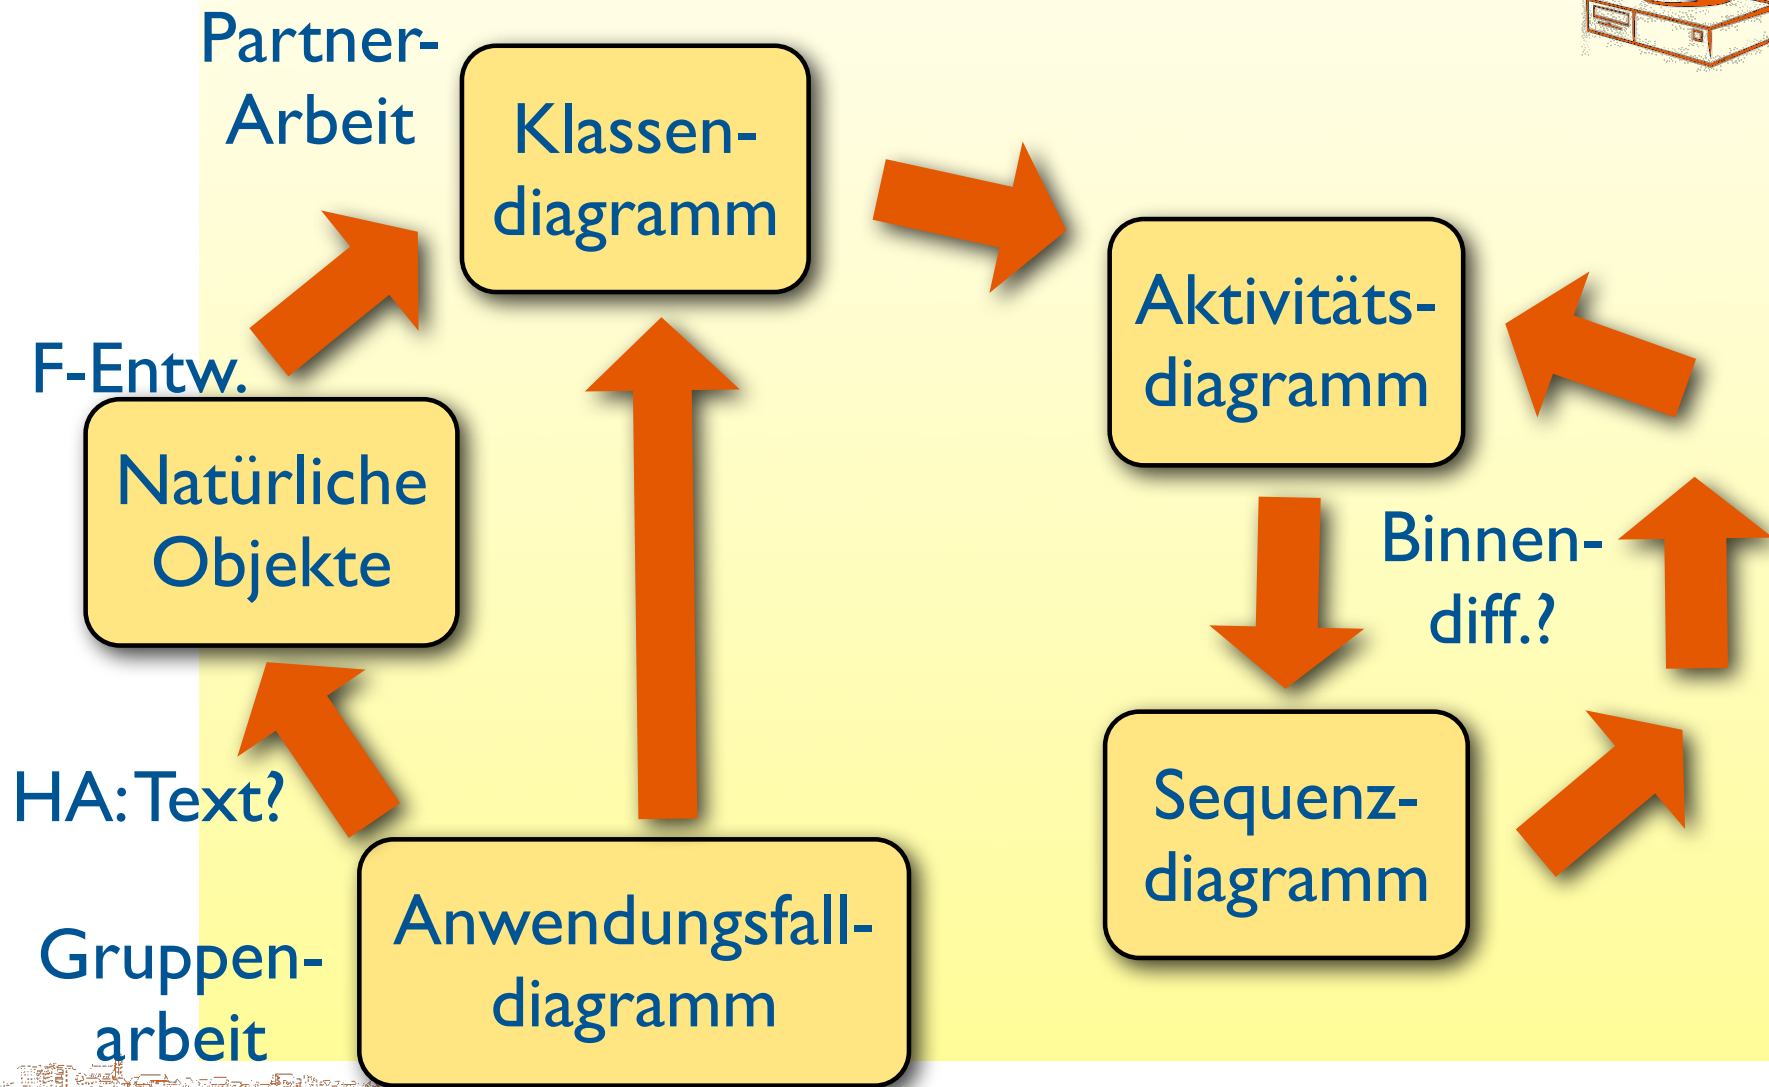 Partner-
Arbeit
Klassen-
diagramm
Aktivitäts-
diagramm
F-Entw.
Natürliche
Objekte
Binnen-
diff.?
HA: Text?
Sequenz-
diagramm
Gruppen-
arbeit
Anwendungsfall-
diagramm